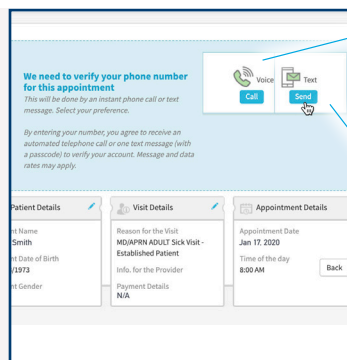 We need to verify your phone number
for this appointment
This will be done by an instant phone call or text
message. Select your preference.
By entering your number, you agree to receive an
automated telephone call or one text message (with
a passcode) to verify your account. Message and data
rates may apply.
Voice
Call
Text
Send
Patient Details
nt Name
Smith
nt Date of Birth
/1973
nt Gender
Visit Details
Reason for the Visit
MD/APRN ADULT Sick Visit -
Established Patient
Info. for the Provider
Payment Details
N/A
Appointment Details
Appointment Date
Jan 17. 2020
Time of the day
8:00 AM
Back